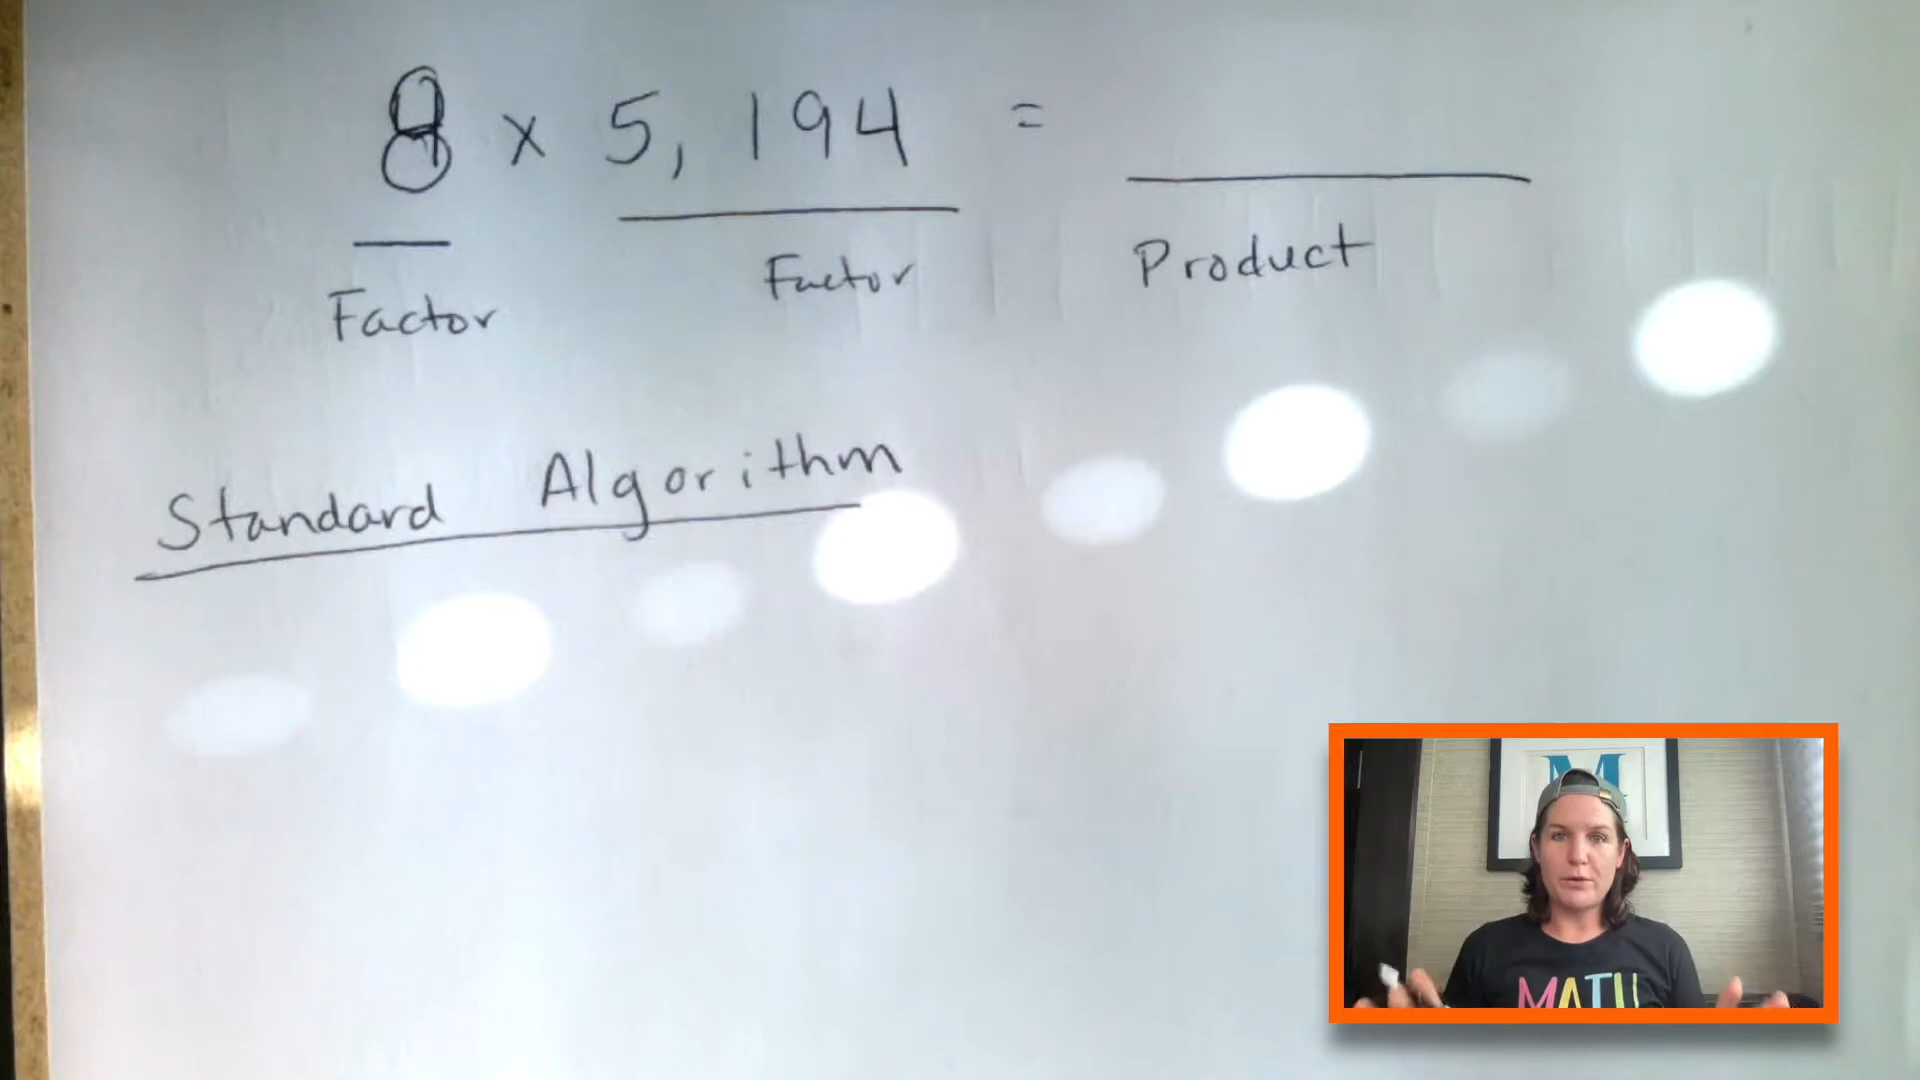 8 x 5,194 =
Factor
Factor
Product
Standard Algorithm
M
MATH